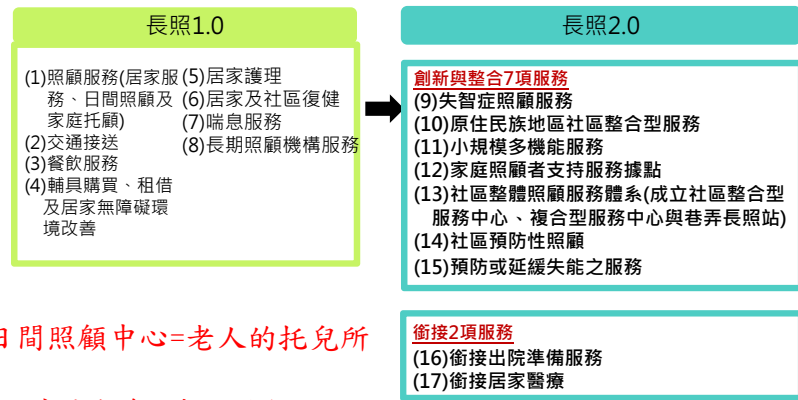 長照1.0
(1)照顧服務(居家服
務、日間照顧及
家庭托顧)
(2)交通接送
(3)餐飲服務
(4)輔具購買、租借
及居家無障礙環
境改善
(5)居家護理
(6)居家及社區復健
(7)喘息服務
(8)長期照顧機構服務
長照2.0
創新與整合7項服務
(9)失智症照顧服務
(10)原住民族地區社區整合型服務
(11)小規模多機能服務
(12)家庭照顧者支持服務據點
(13)社區整體照顧服務體系(成立社區整合型
服務中心、複合型服務中心與巷弄長照站)
(14)社區預防性照顧
(15)預防或延緩失能之服務
銜接2項服務
(16)銜接出院準備服務
(17)銜接居家醫療
日間照顧中心=老人的托兒所